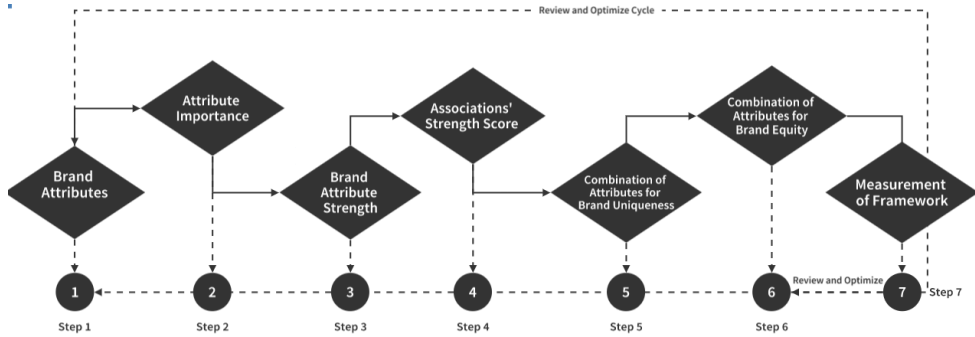 Review and Optimize Cycle
Attribute
Importance
Associations'
Strength Score
Combination of
Attributes for
Brand Equity
Brand
Attributes
Brand
Attribute
Strength
Combination of
Attributes for
Brand Uniqueness
Measurement
of Framework
Review and Optimize
1
2
3
4
5
6
7
Step 7
Step 1
Step 2
Step 3
Step 4
Step 5
Step 6